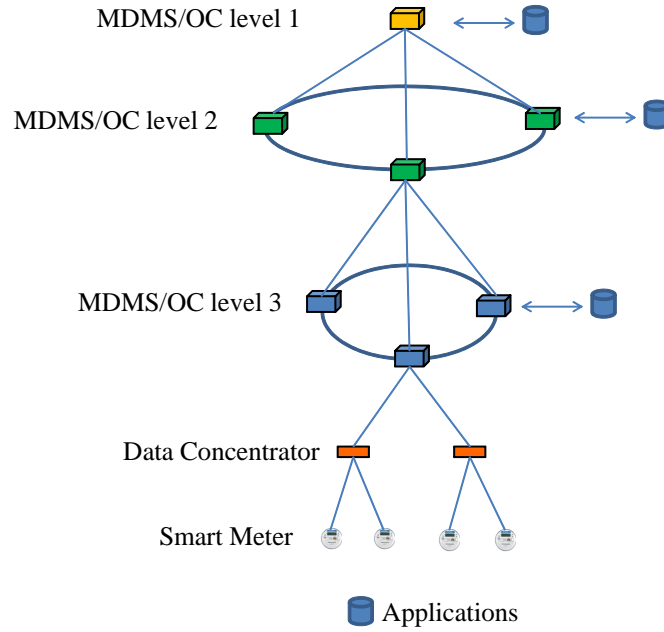 MDMS/OC level 1
MDMS/OC level 2
MDMS/OC level 3
Data Concentrator
Smart Meter
Applications